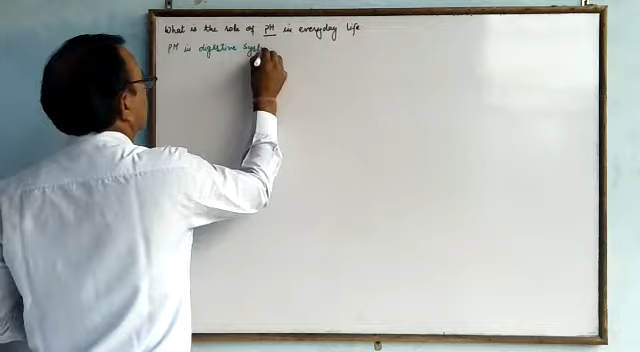 What is the role of PH in everyday life
PH in digestive syst